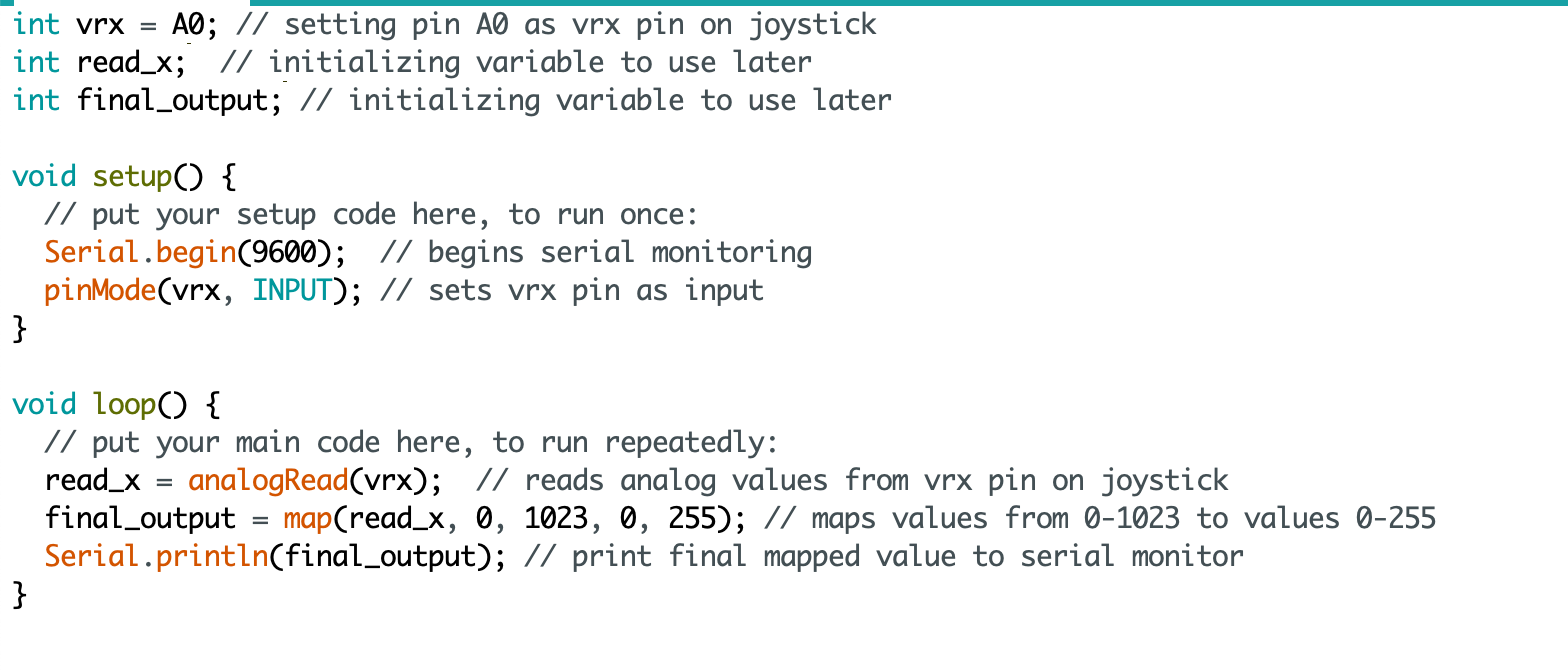 int vrx = A0; // setting pin A0 as vrx pin on joystick
int read_x;  // initializing variable to use later
int final_output; // initializing variable to use later

void setup() {
  // put your setup code here, to run once:
  Serial.begin(9600);  // begins serial monitoring
  pinMode(vrx, INPUT); // sets vrx pin as input
}

void loop() {
  // put your main code here, to run repeatedly:
  read_x = analogRead(vrx);  // reads analog values from vrx pin on joystick
  final_output = map(read_x, 0, 1023, 0, 255); // maps values from 0-1023 to values 0-255
  Serial.println(final_output); // print final mapped value to serial monitor
}